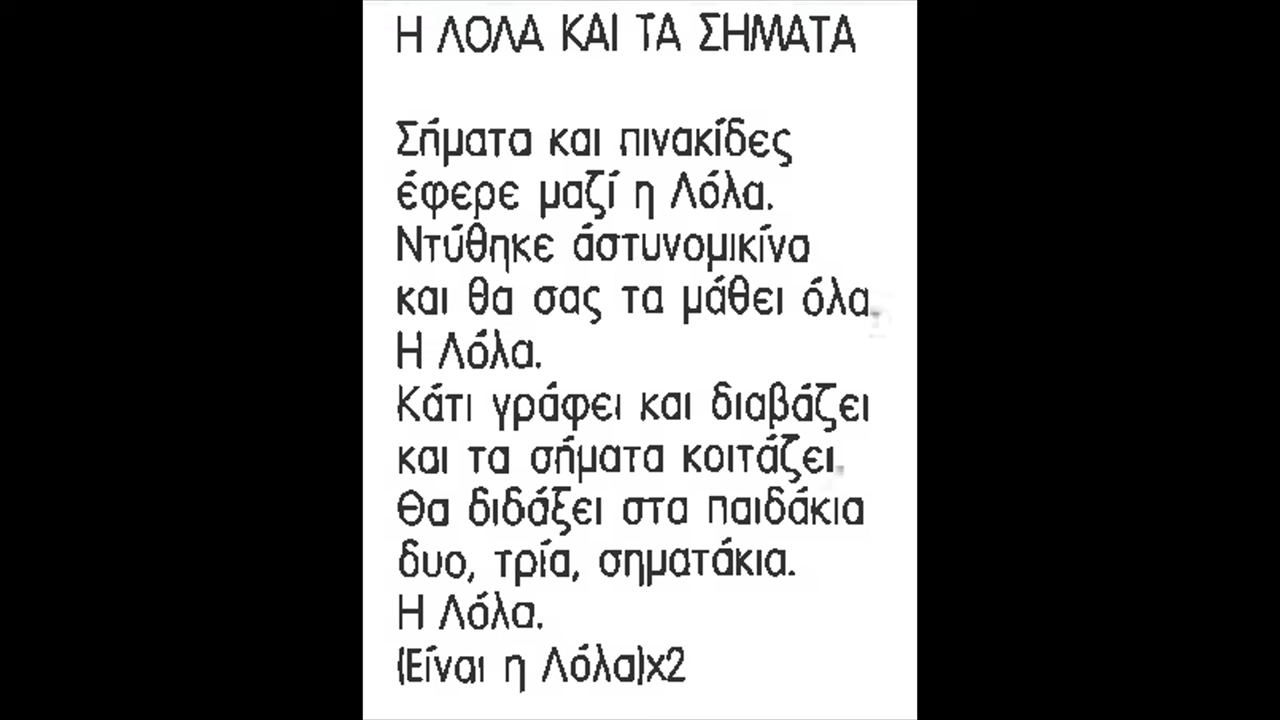 Η ΛΟΛΑ ΚΑΙ ΤΑ ΣΗΜΑΤΑ
Σήματα και πινακίδες
έφερε μαζί η Λόλα.
Ντύθηκε άστυνομικίνα
και θα σας τα μάθει όλα.
Η Λόλα.
Κάτι γράφει και διαβάζει
και τα σήματα κοιτάζει.
Θα διδάξει στα παιδάκια
δυο, τρία, σηματάκια.
Η Λόλα.
(Είναι η Λόλα)x2